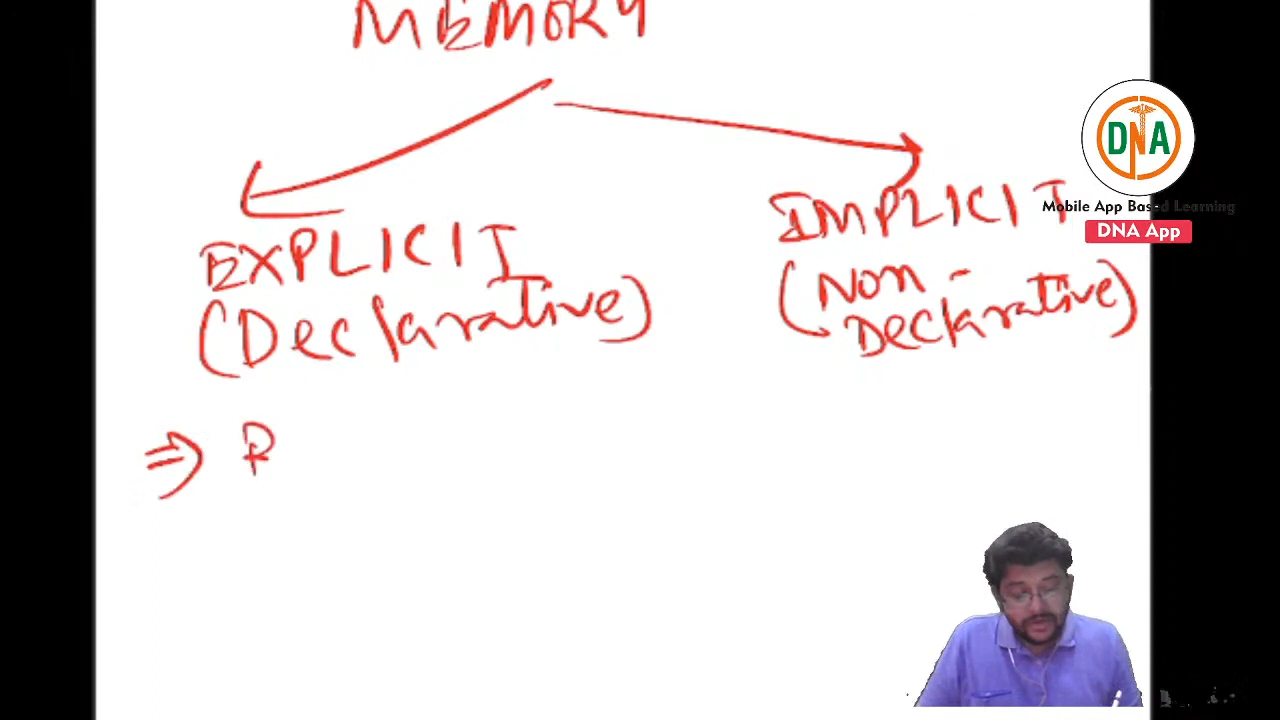 MEMORY
EXPLICIT
(Declarative)
IMPLICIT
(Non-
Declarative)
⇒ R
DNA
Mobile App Based Learning
DNA App